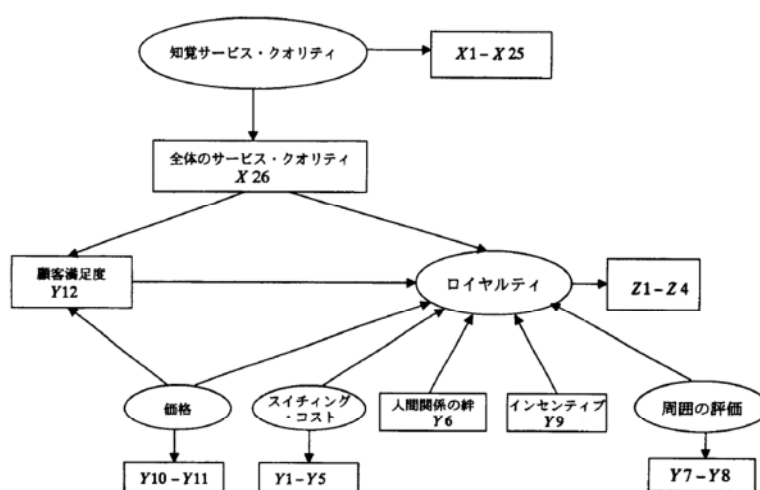 知覚サービス・クオリティ
X1–X25
全体のサービス・クオリティ
X 26
顧客満足度
Y12
ロイヤルティ
Z1–Z4
価格
スイチィング
・コスト
人間関係の絆
Y6
インセンティブ
Y9
周囲の評価
Y10–Y11
Y1–Y5
Y7–Y8